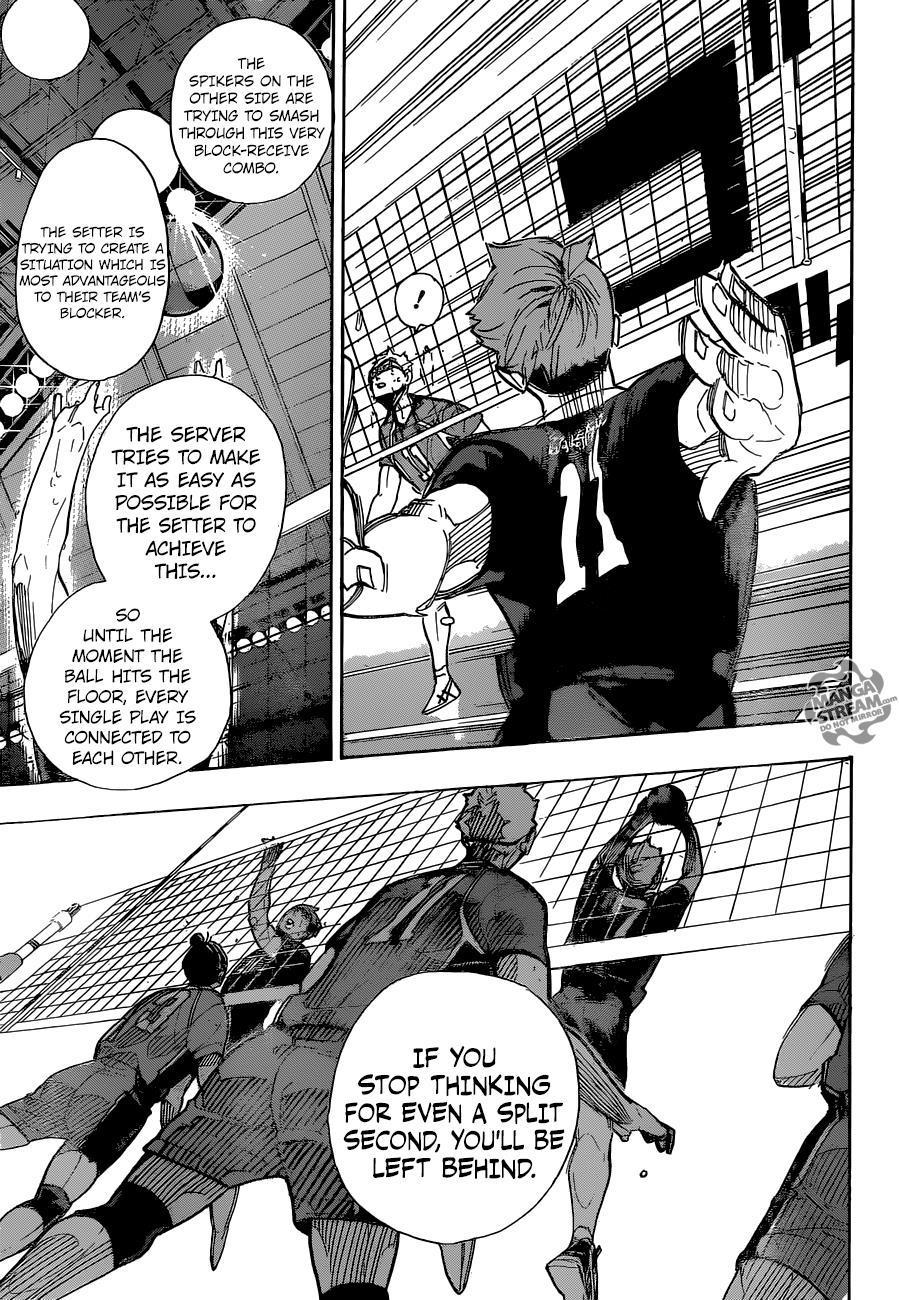 !
THE
SPIKERS ON THE
OTHER SIDE ARE
TRYING TO SMASH
THROUGH THIS VERY
BLOCK-RECEIVE
COMBO.
THE SETTER IS
TRYING TO CREATE A
SITUATION WHICH IS
MOST ADVANTAGEOUS
TO THEIR TEAM'S
BLOCKER.
THE SERVER
TRIES TO MAKE
IT AS EASY AS
POSSIBLE FOR
THE SETTER TO
ACHIEVE
THIS...
SO
UNTIL THE
MOMENT THE
BALL HITS THE
FLOOR, EVERY
SINGLE PLAY IS
CONNECTED TO
EACH OTHER.
11
MANGA
STREAM.com
DO NOT MIRROR
IF YOU
STOP THINKING
FOR EVEN A SPLIT
SECOND, YOU'LL BE
LEFT BEHIND.